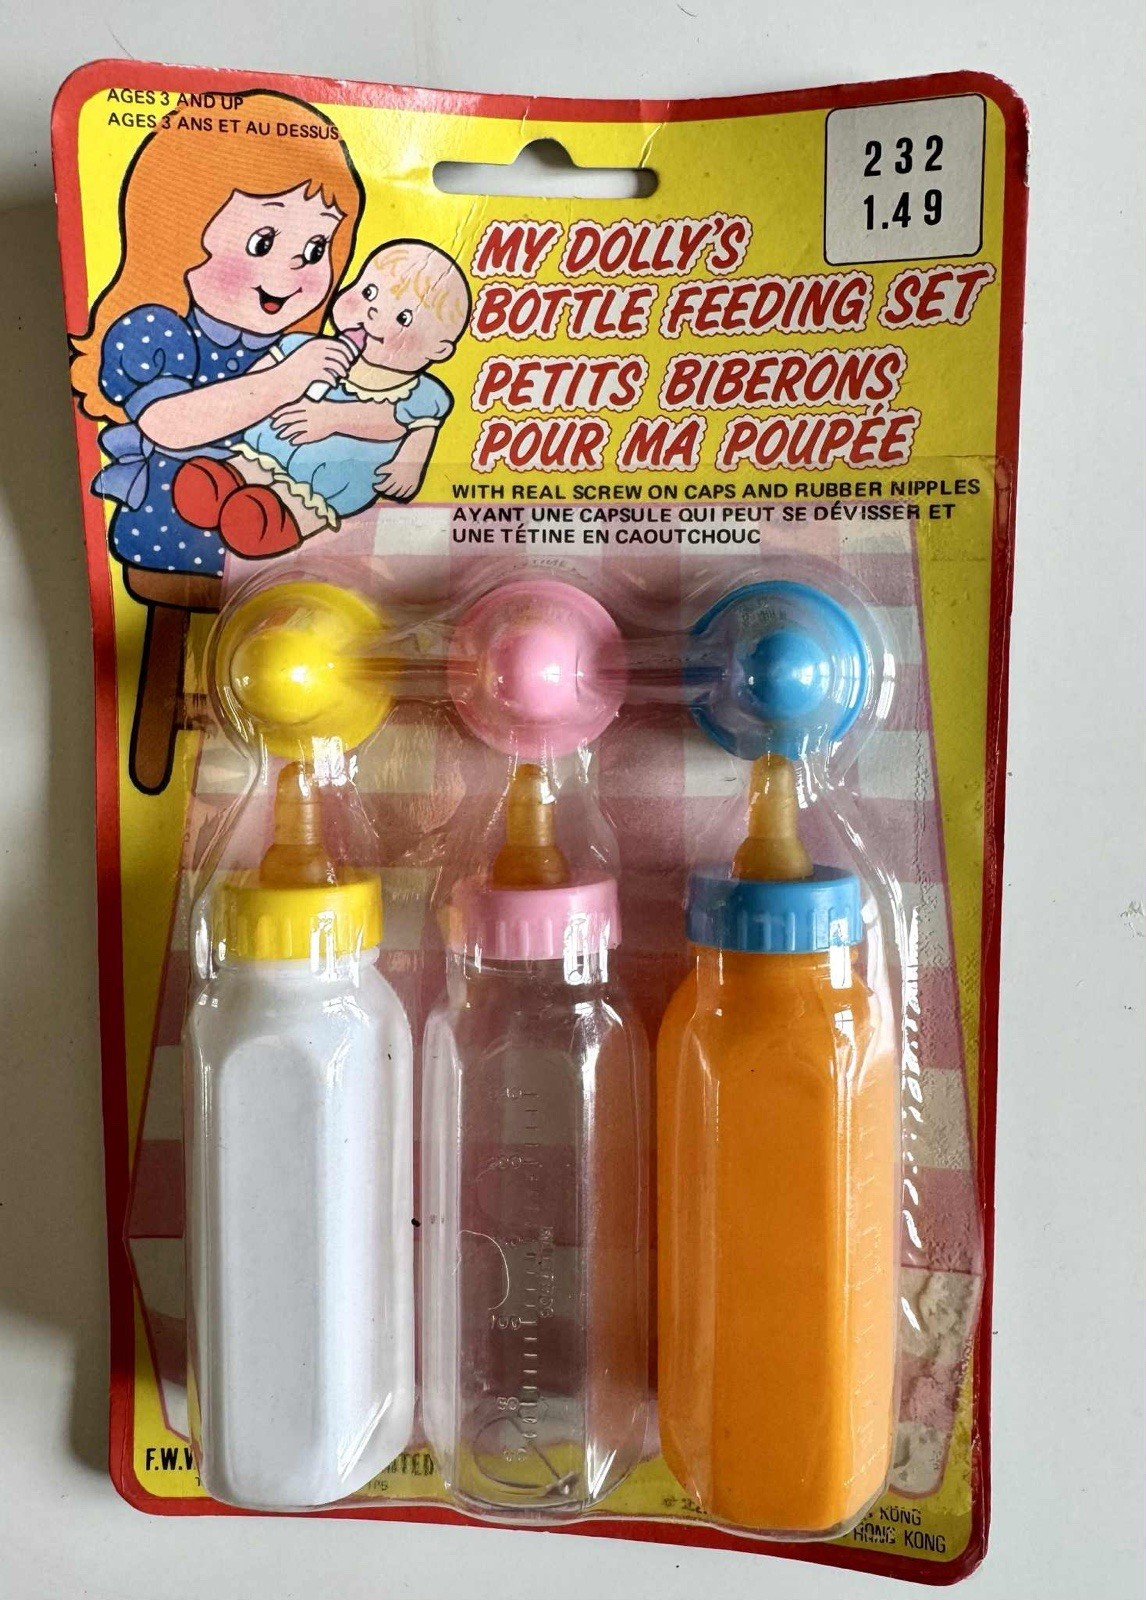 AGES 3 AND UP
AGES 3 ANS ET AU DESSUS
232
1.49
MY DOLLY'S
BOTTLE FEEDING SET
PETITS BIBERONS
POUR MA POUPÉE
WITH REAL SCREW ON CAPS AND RUBBER NIPPLES
AYANT UNE CAPSULE QUI PEUT SE DÉVISSER ET
UNE TÉTINE EN CAOUTCHOUC
F.W.
KONG
HONG KONG